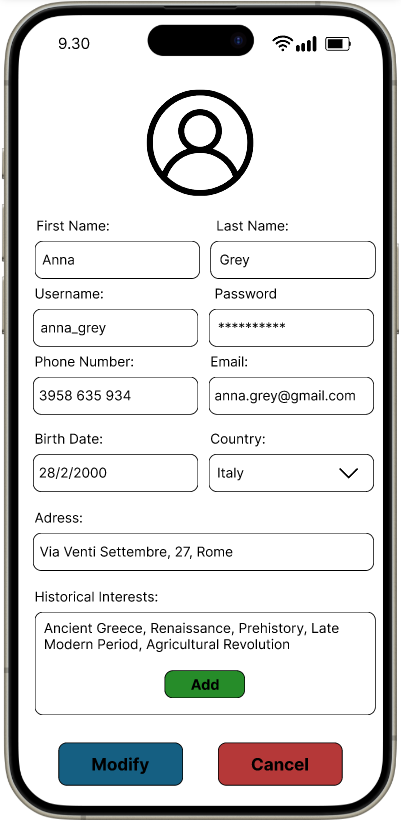 9.30
First Name: Last Name:
Anna Grey
Username: Password
anna_grey **********
Phone Number: Email:
3958 635 934 anna.grey@gmail.com
Birth Date: Country:
28/2/2000 Italy
Adress:
Via Venti Settembre, 27, Rome
Historical Interests:
Ancient Greece, Renaissance, Prehistory, Late
Modern Period, Agricultural Revolution
Add
Modify Cancel